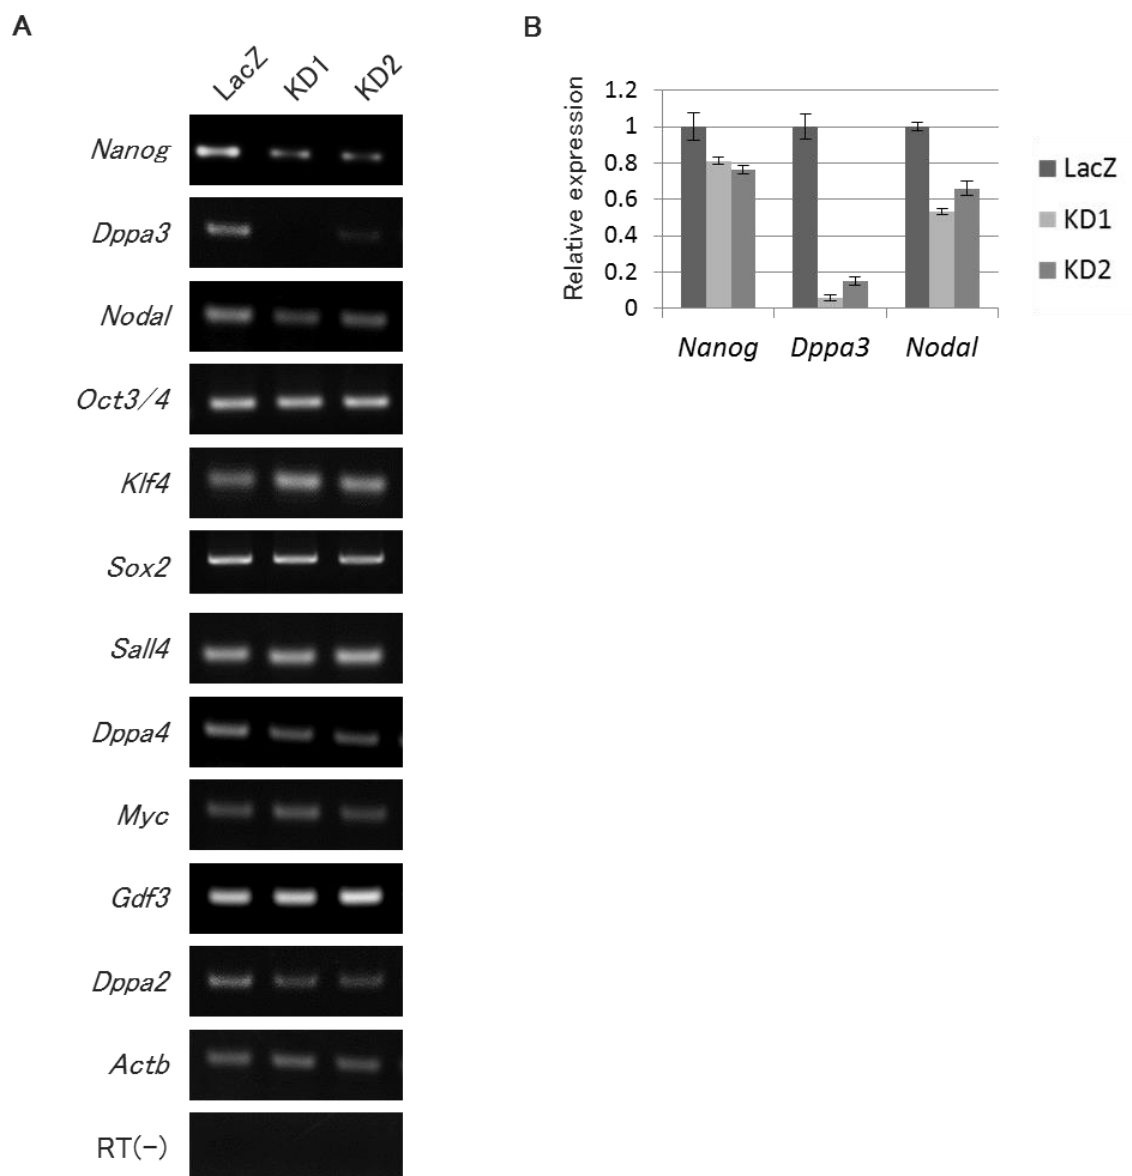 A
LacZ KD1 KD2
Nanog
Dppa3
Nodal
Oct3/4
Klf4
Sox2
Sall4
Dppa4
Myc
Gdf3
Dppa2
Actb
RT(-)
B
Relative expression
1.2
1
0.8
0.6
0.4
0.2
0
Nanog Dppa3 Nodal
LacZ
KD1
KD2